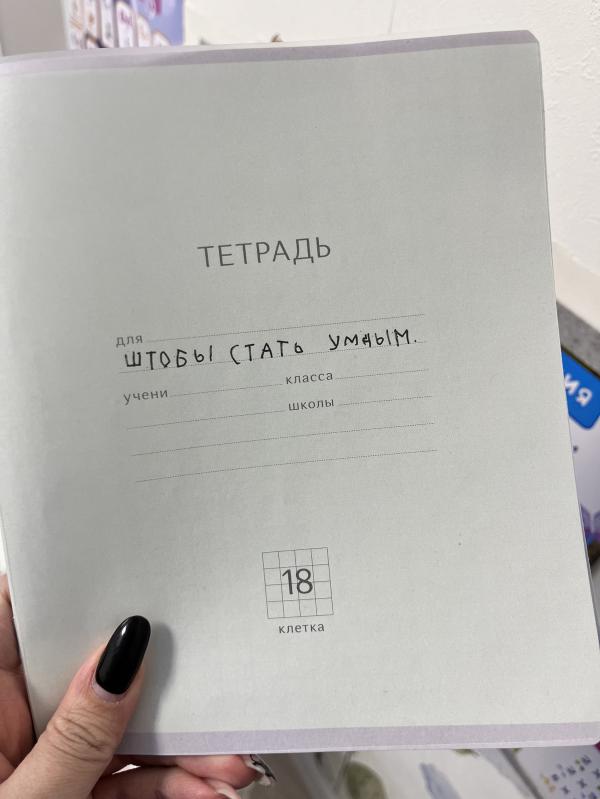 ТЕТРАДЬ
для
ШТОБЫ СТАТЬ УМНЫМ.
учени класса
школы
18
клетка